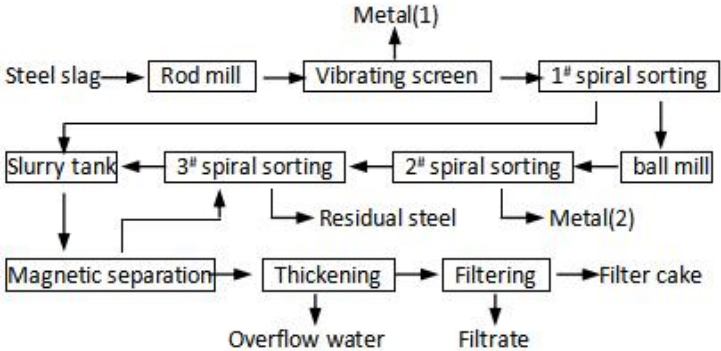 Metal(1)
Steel slag Rod mill Vibrating screen 1# spiral sorting
Slurry tank 3# spiral sorting 2# spiral sorting ball mill
Residual steel Metal(2)
Magnetic separation Thickening Filtering Filter cake
Overflow water Filtrate